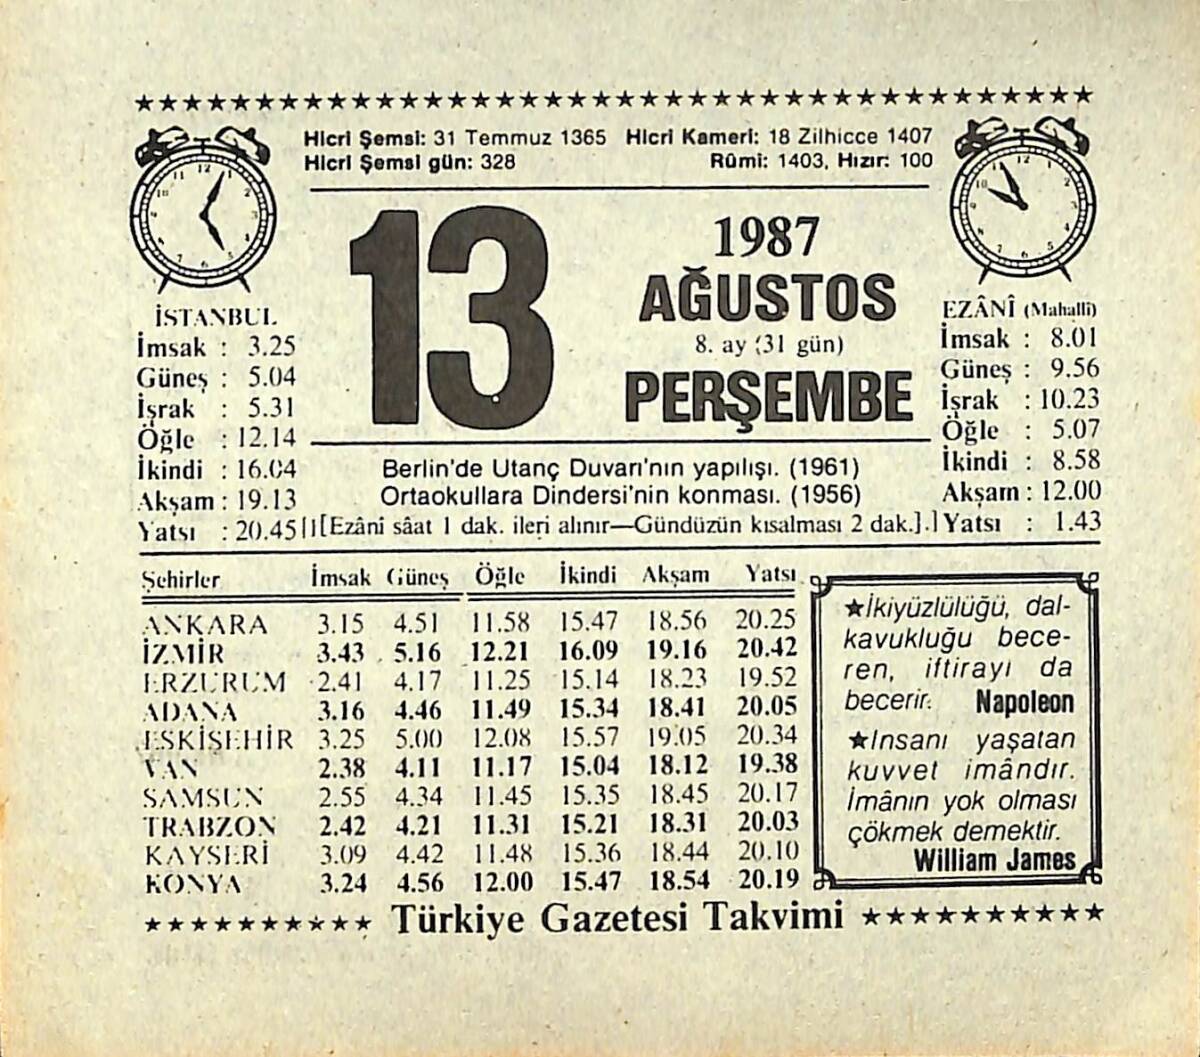 Hicri Şemsi: 31 Temmuz 1365 Hicri Kameri: 18 Zilhicce 1407
Hicri Şemsi gün: 328 Rûmi: 1403, Hızır: 100
13
1987
AĞUSTOS
8. ay (31 gün)
PERŞEMBE
İSTANBUL
İmsak : 3.25
Güneş : 5.04
İşrak : 5.31
Öğle : 12.14
İkindi : 16.04
Akşam : 19.13
Yatsı : 20.45
EZÂNÎ (Mahallî)
İmsak : 8.01
Güneş : 9.56
İşrak : 10.23
Öğle : 5.07
İkindi : 8.58
Akşam : 12.00
Yatsı : 1.43
Berlin'de Utanç Duvarı'nın yapılışı. (1961)
Ortaokullara Dindersi'nin konması. (1956)
[Ezânî sâat 1 dak. ileri alınır—Gündüzün kısalması 2 dak.]
Şehirler İmsak Güneş Öğle İkindi Akşam Yatsı
ANKARA 3.15 4.51 11.58 15.47 18.56 20.25
İZMİR 3.43 5.16 12.21 16.09 19.16 20.42
ERZURUM 2.41 4.17 11.25 15.14 18.23 19.52
ADANA 3.16 4.46 11.49 15.34 18.41 20.05
ESKİŞEHİR 3.25 5.00 12.08 15.57 19.05 20.34
VAN 2.38 4.11 11.17 15.04 18.12 19.38
SAMSUN 2.55 4.34 11.45 15.35 18.45 20.17
TRABZON 2.42 4.21 11.31 15.21 18.31 20.03
KAYSERİ 3.09 4.42 11.48 15.36 18.44 20.10
KONYA 3.24 4.56 12.00 15.47 18.54 20.19
★İkiyüzlülüğü, dal-
kavukluğu bece-
ren, iftirayı da
becerir. Napoleon
★Insanı yaşatan
kuvvet imândır.
İmânın yok olması
çökmek demektir.
William James
Türkiye Gazetesi Takvimi